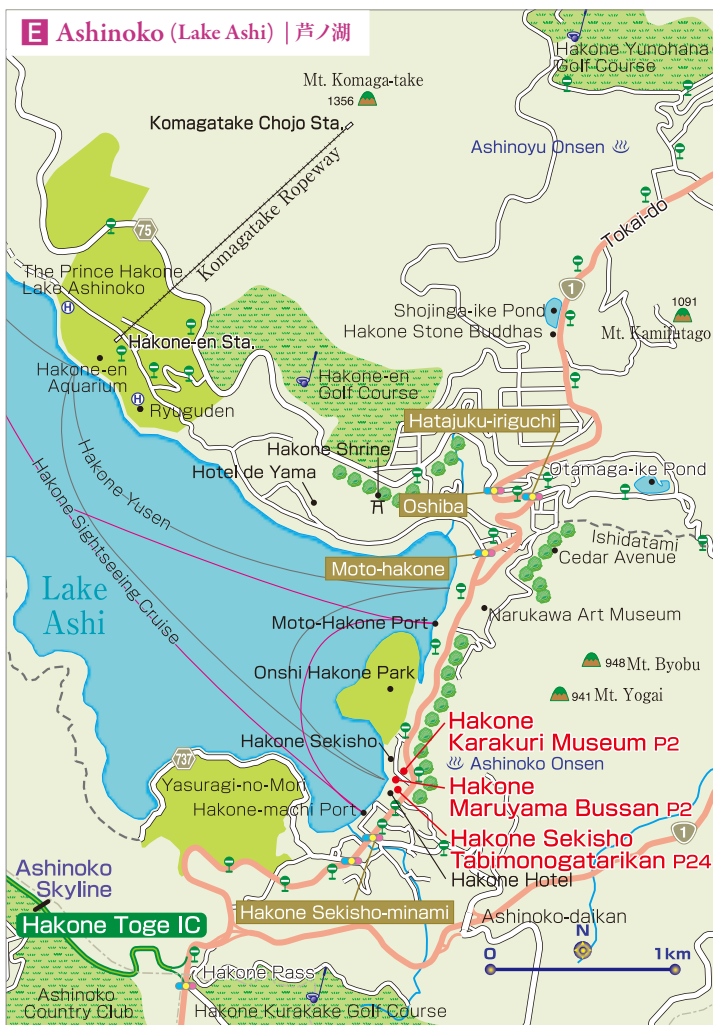 E Ashinoko (Lake Ashi) | 芦ノ湖
Hakone Yunohana
Golf Course
Mt. Komaga-take
1356
Komagatake Chojo Sta.
Ashinoyu Onsen
Komagatake Ropeway
Tokai-do
75
1
The Prince Hakone
Lake Ashinoko
H
Shojinga-ike Pond
Hakone Stone Buddhas
1091
Mt. Kamifutago
Hakone-en Sta.
Hakone-en
Aquarium
Hakone-en
Golf Course
H
Ryuguden
Hatajuku-iriguchi
Hakone Shrine
Hotel de Yama
Otamaga-ike Pond
Oshiba
Hakone Yusen
Hakone Sightseeing Cruise
Ishidatami
Cedar Avenue
Moto-hakone
Lake
Ashi
Narukawa Art Museum
Moto-Hakone Port
948 Mt. Byobu
Onshi Hakone Park
941 Mt. Yogai
Hakone
Karakuri Museum P2
Hakone Sekisho
Ashinoko Onsen
737
Yasuragi-no-Mori
Hakone
Maruyama Bussan P2
Hakone-machi Port
Hakone Sekisho
Tabimonogatarikan P24
1
Hakone Hotel
Ashinoko
Skyline
Hakone Toge IC
Hakone Sekisho-minami
Ashinoko-daikan
N
0
1km
Hakone Pass
Ashinoko
Country Club
Hakone Kurakake Golf Course